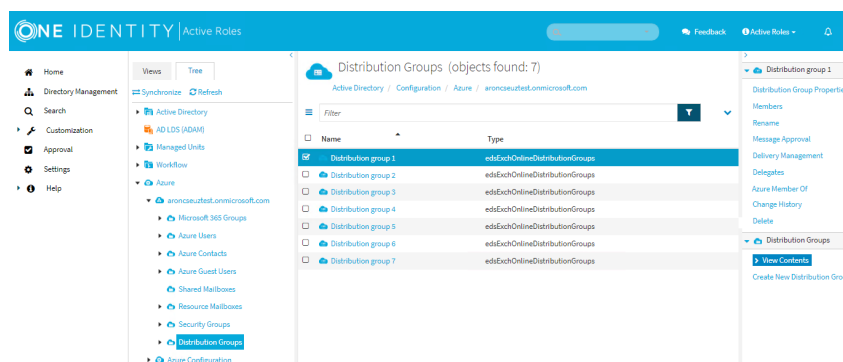 ONE IDENTITY Active Roles
Feedback
Active Roles
Home
Directory Management
Search
Customization
Approval
Settings
Help
Views Tree
Synchronize Refresh
Active Directory
AD LDS (ADAM)
Managed Units
Workflow
Azure
aroncseuztest.onmicrosoft.com
Microsoft 365 Groups
Azure Users
Azure Contacts
Azure Guest Users
Shared Mailboxes
Resource Mailboxes
Security Groups
Distribution Groups
Azure Configuration
Distribution Groups (objects found: 7)
Active Directory / Configuration / Azure / aroncseuztest.onmicrosoft.com
Filter
Name Type
Distribution group 1 edsExchOnlineDistributionGroups
Distribution group 2 edsExchOnlineDistributionGroups
Distribution group 3 edsExchOnlineDistributionGroups
Distribution group 4 edsExchOnlineDistributionGroups
Distribution group 5 edsExchOnlineDistributionGroups
Distribution group 6 edsExchOnlineDistributionGroups
Distribution group 7 edsExchOnlineDistributionGroups
Distribution group 1
Distribution Group Propertie
Members
Rename
Message Approval
Delivery Management
Delegates
Azure Member Of
Change History
Delete
Distribution Groups
View Contents
Create New Distribution Gro